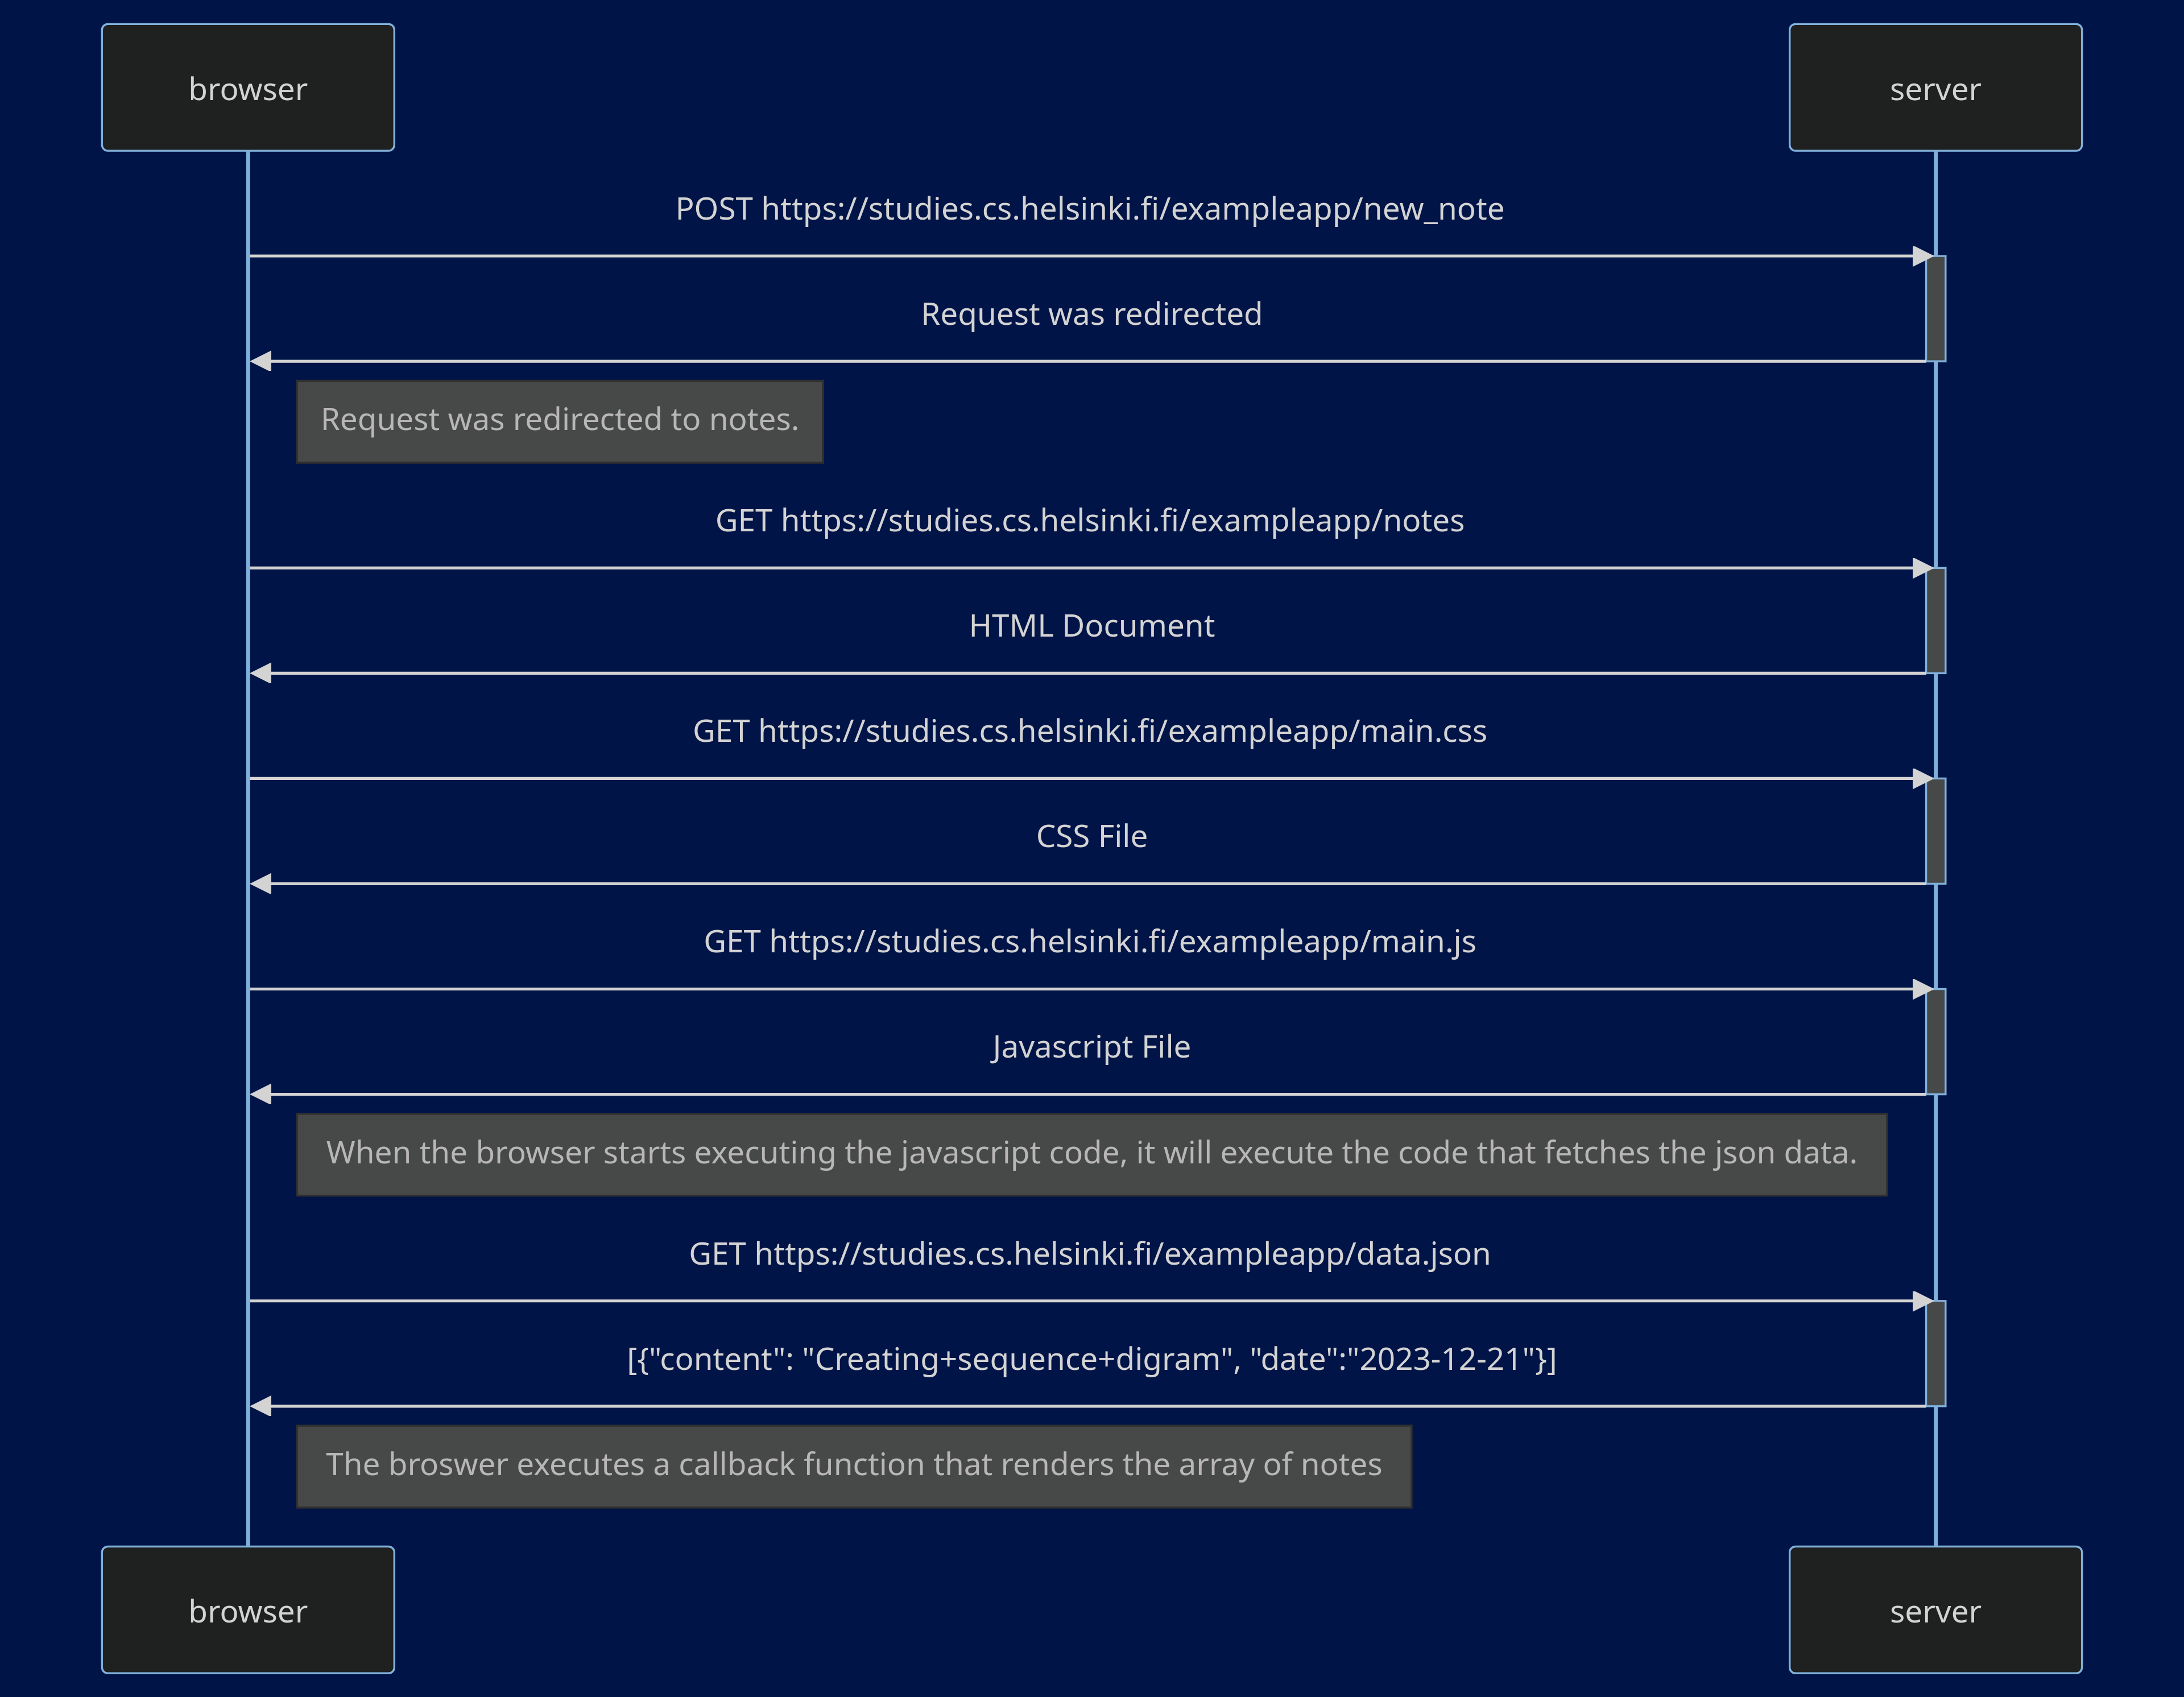 browser
server
POST https://studies.cs.helsinki.fi/exampleapp/new_note
Request was redirected
Request was redirected to notes.
GET https://studies.cs.helsinki.fi/exampleapp/notes
HTML Document
GET https://studies.cs.helsinki.fi/exampleapp/main.css
CSS File
GET https://studies.cs.helsinki.fi/exampleapp/main.js
Javascript File
When the browser starts executing the javascript code, it will execute the code that fetches the json data.
GET https://studies.cs.helsinki.fi/exampleapp/data.json
[{"content": "Creating+sequence+digram", "date":"2023-12-21"}]
The broswer executes a callback function that renders the array of notes
browser
server